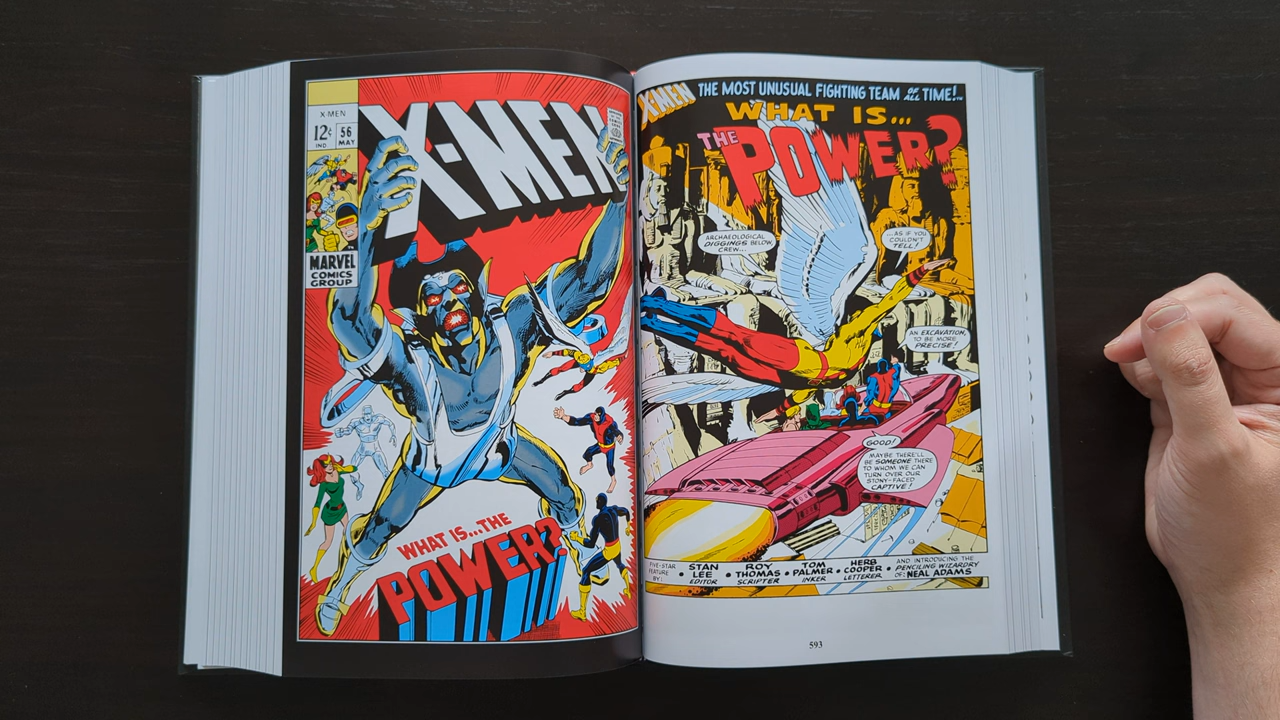 X-MEN
12¢
IND.
56
MAY
X-MEN
MARVEL
COMICS
GROUP
WHAT IS...THE
POWER?
X-MEN THE MOST UNUSUAL FIGHTING TEAM OF ALL TIME!™
WHAT IS...
THE POWER?
ARCHAEOLOGICAL
DIGGINGS BELOW,
CREW...
...AS IF YOU
COULDN'T
TELL!
AN EXCAVATION,
TO BE MORE
PRECISE!
GOOD!
MAYBE THERE'LL
BE SOMEONE THERE
TO WHOM WE CAN
TURN OVER OUR
STONY-FACED
CAPTIVE!
FIVE-STAR
FEATURE
BY:
• STAN
LEE
EDITOR
• ROY
THOMAS
SCRIPTER
• TOM
PALMER
INKER
• HERB
COOPER
LETTERER
• AND INTRODUCING THE
PENCILING WIZARDRY
OF: NEAL ADAMS
593